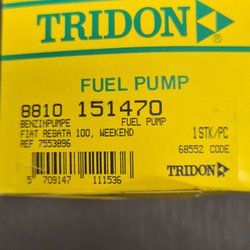 TRIDON®
FUEL PUMP
8810 151470
BENZINPUMPE FUEL PUMP
FIAT REGATA 100, WEEKEND
REF 7553896
1STK/PC
68552 CODE
TRIDON®
5 709147 111536